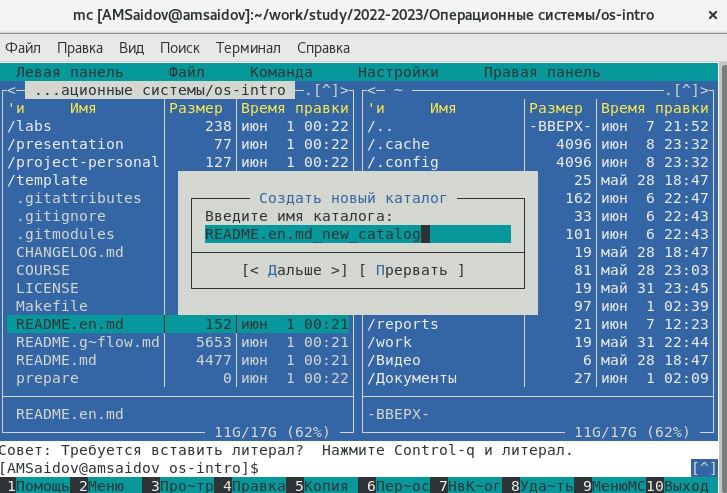 mc [AMSaidov@amsaidov]:~/work/study/2022-2023/Операционные системы/os-intro
Файл Правка Вид Поиск Терминал Справка
Левая панель Файл Команда Настройки Правая панель
<— ...ационные системы/os-intro —.[^]> <— ~ —.[^]>
'и Имя Размер Время правки 'и Имя Размер Время правки
/labs 238 июн 1 00:22 /.. -ВВЕРХ- июн 7 21:52
/presentation 77 июн 1 00:22 /.cache 4096 июн 8 23:32
/project-personal 127 июн 1 00:22 /.config 4096 июн 8 23:32
/template 25 май 28 18:47
.gitattributes Создать новый каталог 162 июн 6 22:47
.gitignore Введите имя каталога: 33 июн 6 22:43
.gitmodules README.en.md_new_catalog 101 июн 6 22:43
CHANGELOG.md 19 май 28 18:47
COURSE [< Дальше >] [ Прервать ] 81 май 28 23:03
LICENSE 19 май 31 23:45
Makefile 97 июн 1 02:39
README.en.md 152 июн 1 00:21 /reports 21 июн 7 12:23
README.g~flow.md 5653 июн 1 00:21 /work 19 май 31 22:44
README.md 4477 июн 1 00:21 /Видео 6 май 28 18:47
prepare 0 июн 1 00:22 /Документы 27 июн 1 02:09
README.en.md -ВВЕРХ-
11G/17G (62%) 11G/17G (62%)
Совет: Требуется вставить литерал? Нажмите Control-q и литерал.
[AMSaidov@amsaidov os-intro]$ [^]
1Помощь 2Меню 3Про~тр 4Правка 5Копия 6Пер~ос 7НвК~ог 8Уда~ть 9МенюMC 10Выход